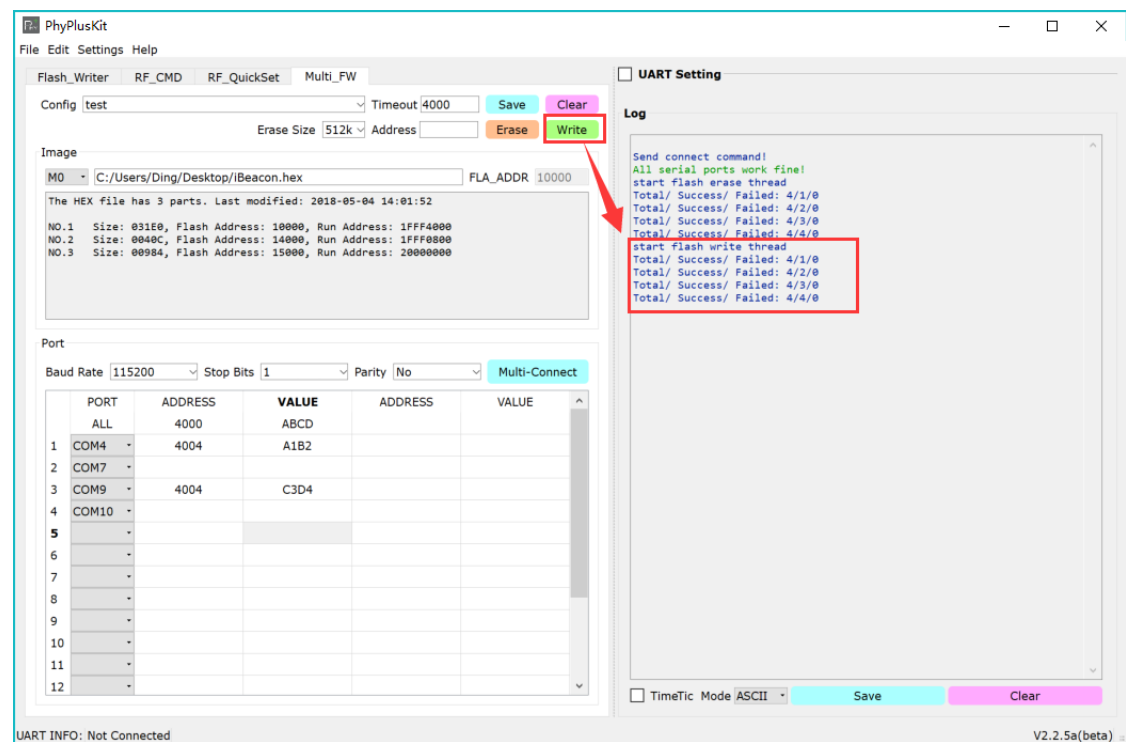 PhyPlusKit
File Edit Settings Help
Flash_Writer RF_CMD RF_QuickSet Multi_FW
Config test Timeout 4000 Save Clear
Erase Size 512k Address Erase Write
Image
M0 C:/Users/Ding/Desktop/iBeacon.hex FLA_ADDR 10000
The HEX file has 3 parts. Last modified: 2018-05-04 14:01:52
NO.1 Size: 031E0, Flash Address: 10000, Run Address: 1FFF4000
NO.2 Size: 0040C, Flash Address: 14000, Run Address: 1FFF0800
NO.3 Size: 00984, Flash Address: 15000, Run Address: 20000000
Port
Baud Rate 115200 Stop Bits 1 Parity No Multi-Connect
PORT ADDRESS VALUE ADDRESS VALUE
ALL 4000 ABCD
1 COM4 4004 A1B2
2 COM7
3 COM9 4004 C3D4
4 COM10
5
6
7
8
9
10
11
12
UART Setting
Log
Send connect command!
All serial ports work fine!
start flash erase thread
Total/ Success/ Failed: 4/1/0
Total/ Success/ Failed: 4/2/0
Total/ Success/ Failed: 4/3/0
Total/ Success/ Failed: 4/4/0
start flash write thread
Total/ Success/ Failed: 4/1/0
Total/ Success/ Failed: 4/2/0
Total/ Success/ Failed: 4/3/0
Total/ Success/ Failed: 4/4/0
TimeTic Mode ASCII Save Clear
UART INFO: Not Connected V2.2.5a(beta)